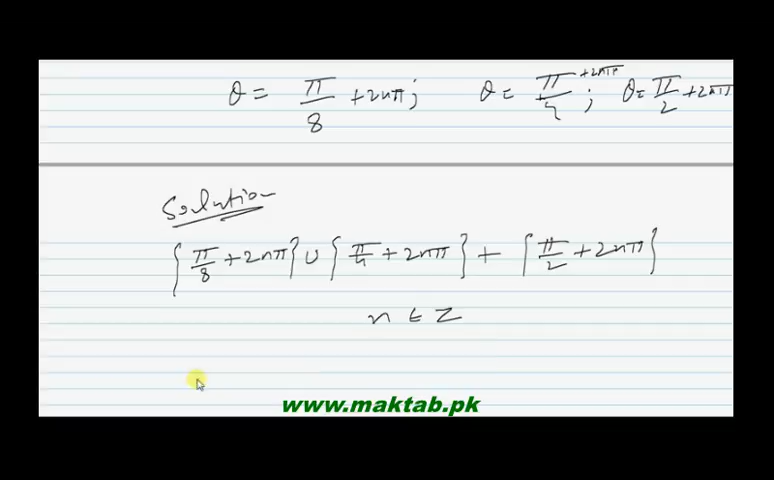 θ = π/8 + 2nπ ; θ = π/4 + 2nπ ; θ = π/2 + 2nπ
Solution
{π/8 + 2nπ} ∪ {π/4 + 2nπ} + {π/2 + 2nπ}
n ∈ Z
www.maktab.pk